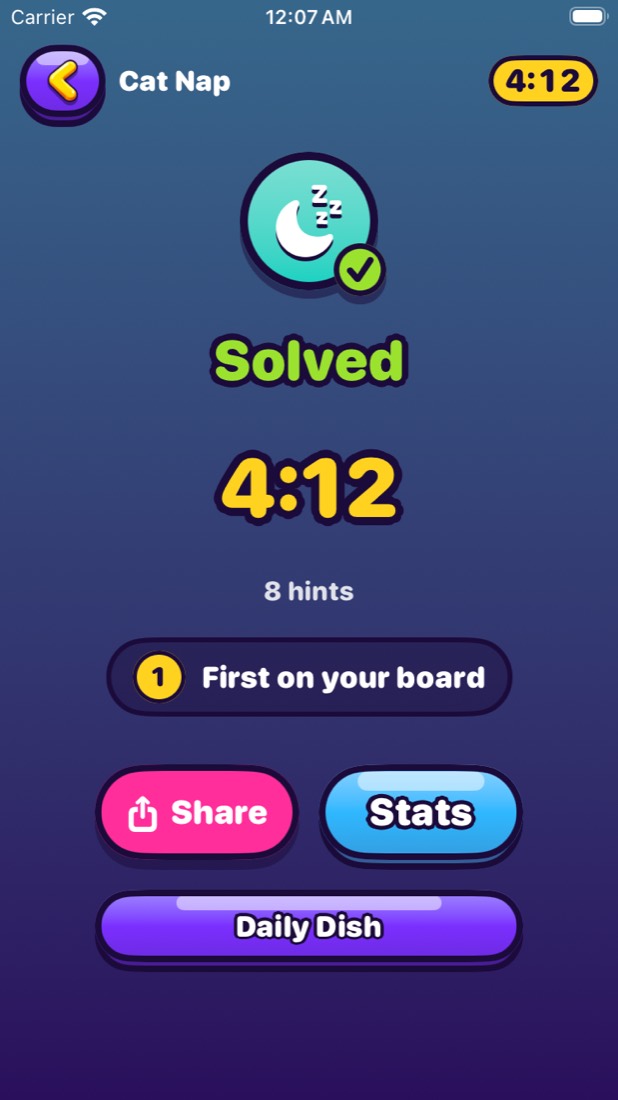 Carrier 12:07 AM
Cat Nap 4:12
z z z
Solved
4:12
8 hints
1 First on your board
Share Stats
Daily Dish